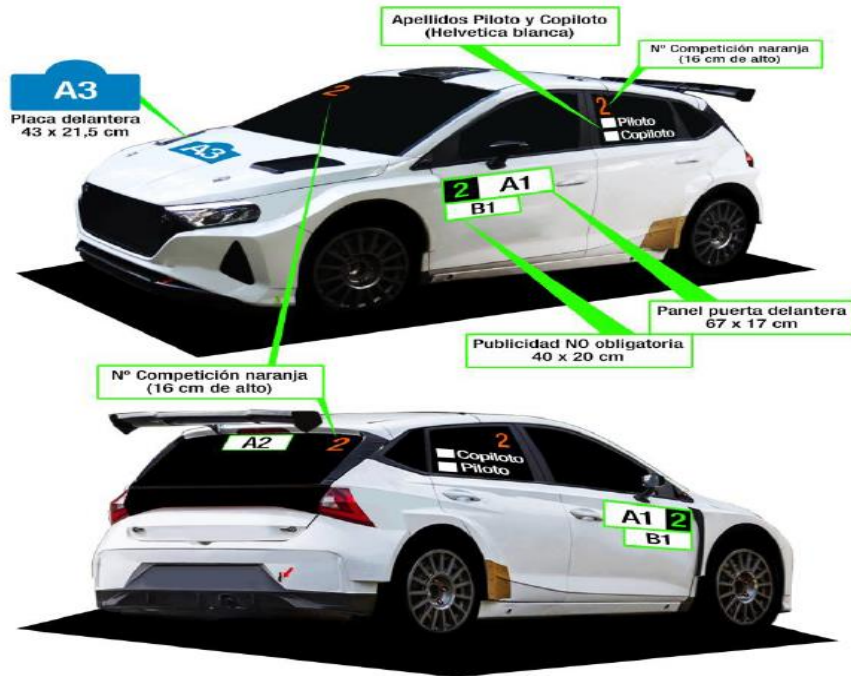 Apellidos Piloto y Copiloto
(Helvetica blanca)
Nº Competición naranja
(16 cm de alto)
A3
Placa delantera
43 x 21,5 cm
2
2
Piloto
Copiloto
A3
2 A1
B1
Panel puerta delantera
67 x 17 cm
Publicidad NO obligatoria
40 x 20 cm
Nº Competición naranja
(16 cm de alto)
A2
2
2
Copiloto
Piloto
A1 2
B1